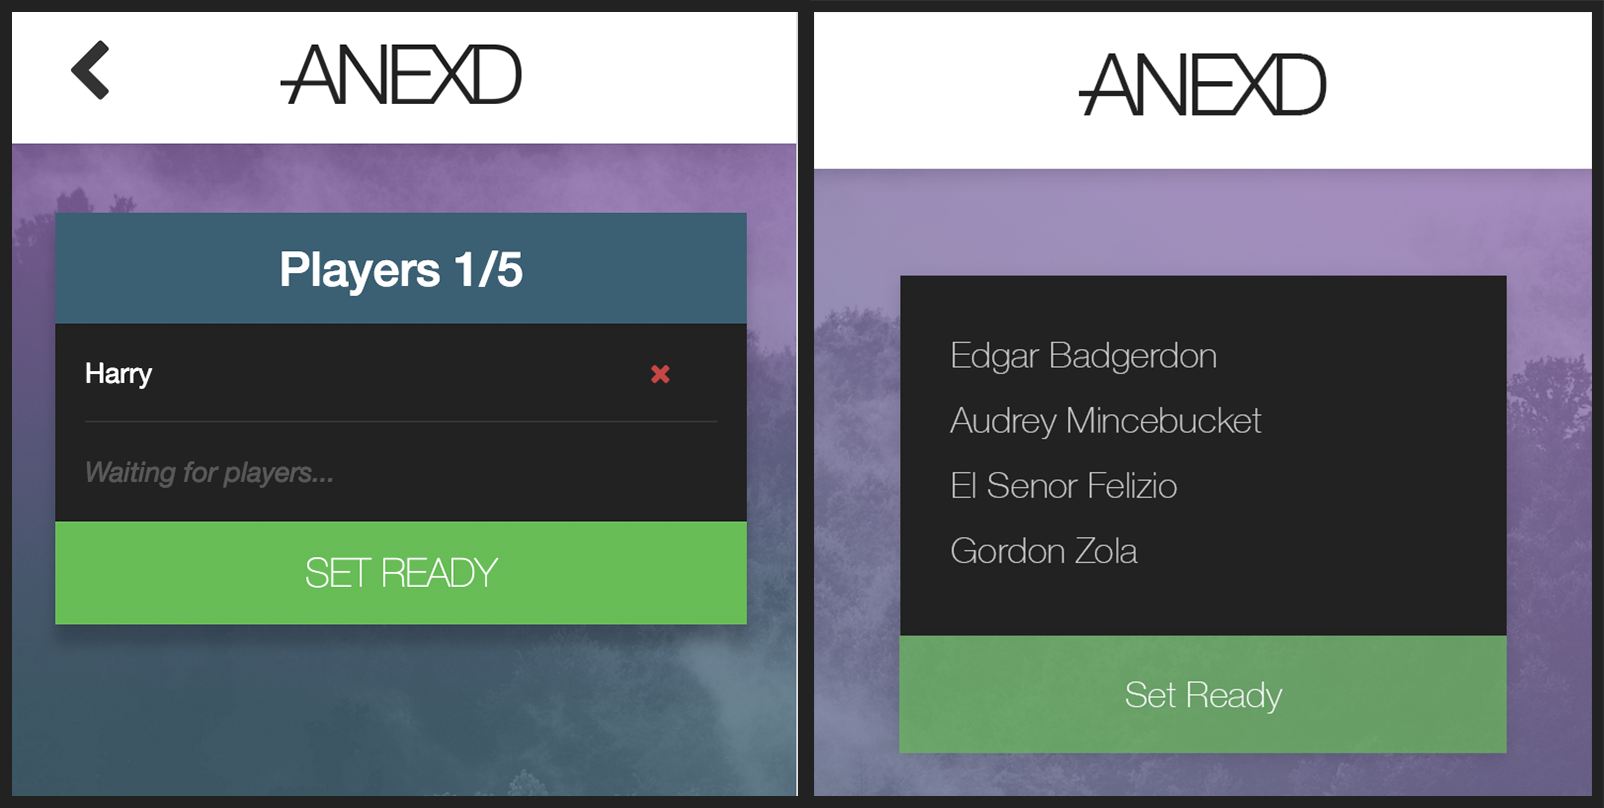 ANEXD
Players 1/5
Harry
Waiting for players...
SET READY
ANEXD
Edgar Badgerdon
Audrey Mincebucket
El Senor Felizio
Gordon Zola
Set Ready